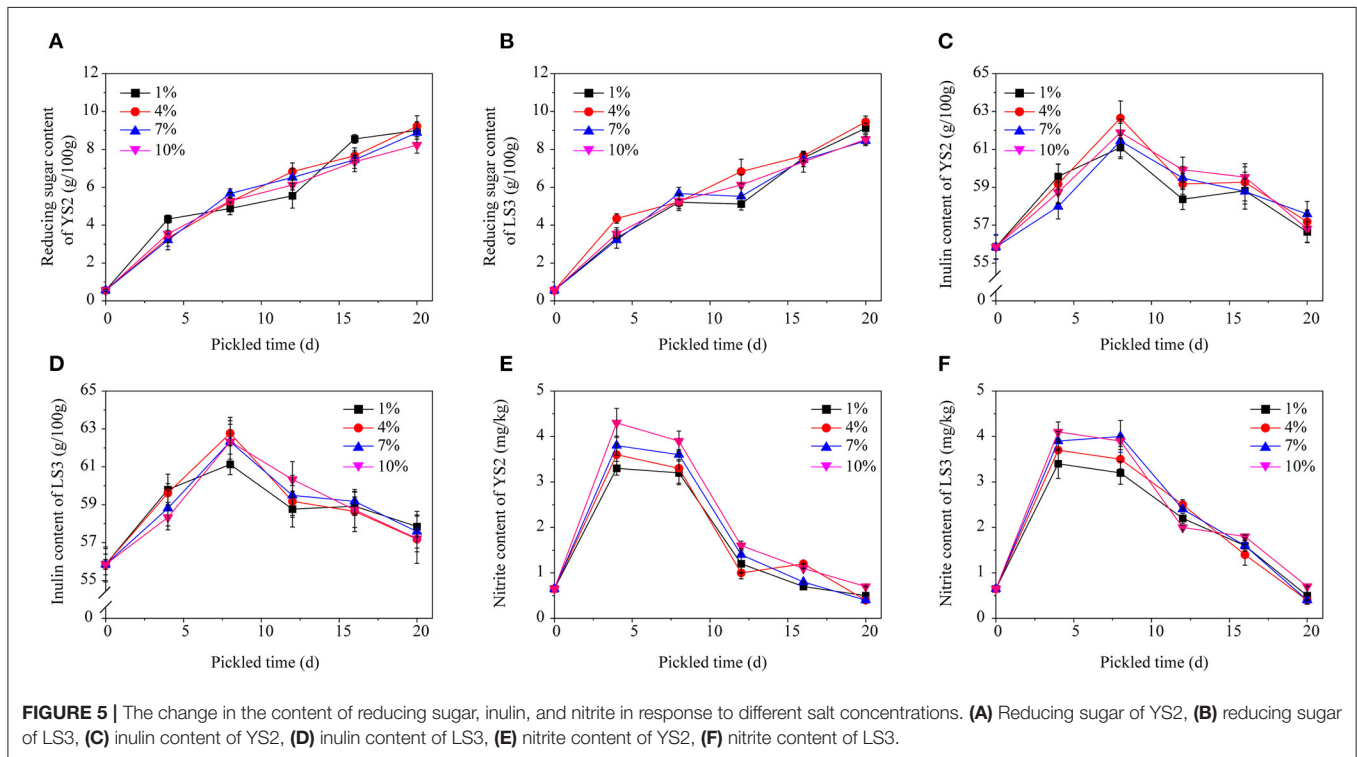 A
Reducing sugar content
of YS2 (g/100g)
12
10
8
6
4
2
0
1%
4%
7%
10%
0 5 10 15 20
Pickled time (d)
B
Reducing sugar content
of LS3 (g/100g)
12
10
8
6
4
2
0
1%
4%
7%
10%
0 5 10 15 20
Pickled time (d)
C
Inulin content of YS2 (g/100g)
65
63
61
59
57
55
0
1%
4%
7%
10%
0 5 10 15 20
Pickled time (d)
D
Inulin content of LS3 (g/100g)
65
63
61
59
57
55
0
1%
4%
7%
10%
0 5 10 15 20
Pickled time (d)
E
Nitrite content of YS2 (mg/kg)
5
4
3
2
1
0
1%
4%
7%
10%
0 5 10 15 20
Pickled time (d)
F
Nitrite content of LS3 (mg/kg)
5
4
3
2
1
0
1%
4%
7%
10%
0 5 10 15 20
Pickled time (d)
FIGURE 5 | The change in the content of reducing sugar, inulin, and nitrite in response to different salt concentrations. (A) Reducing sugar of YS2, (B) reducing sugar
of LS3, (C) inulin content of YS2, (D) inulin content of LS3, (E) nitrite content of YS2, (F) nitrite content of LS3.